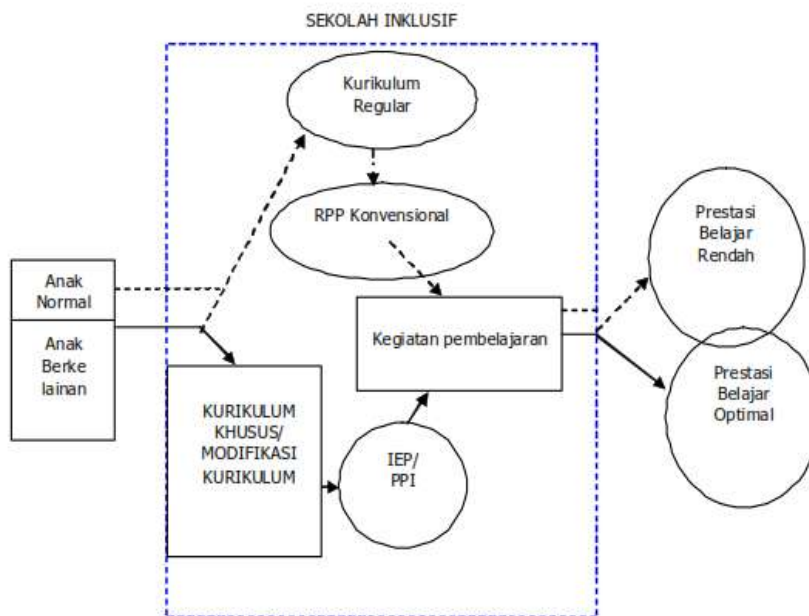 SEKOLAH INKLUSIF
Kurikulum
Regular
RPP Konvensional
Prestasi
Belajar
Rendah
Anak
Normal
Anak
Berke
lainan
Kegiatan pembelajaran
KURIKULUM
KHUSUS/
MODIFIKASI
KURIKULUM
IEP/
PPI
Prestasi
Belajar
Optimal